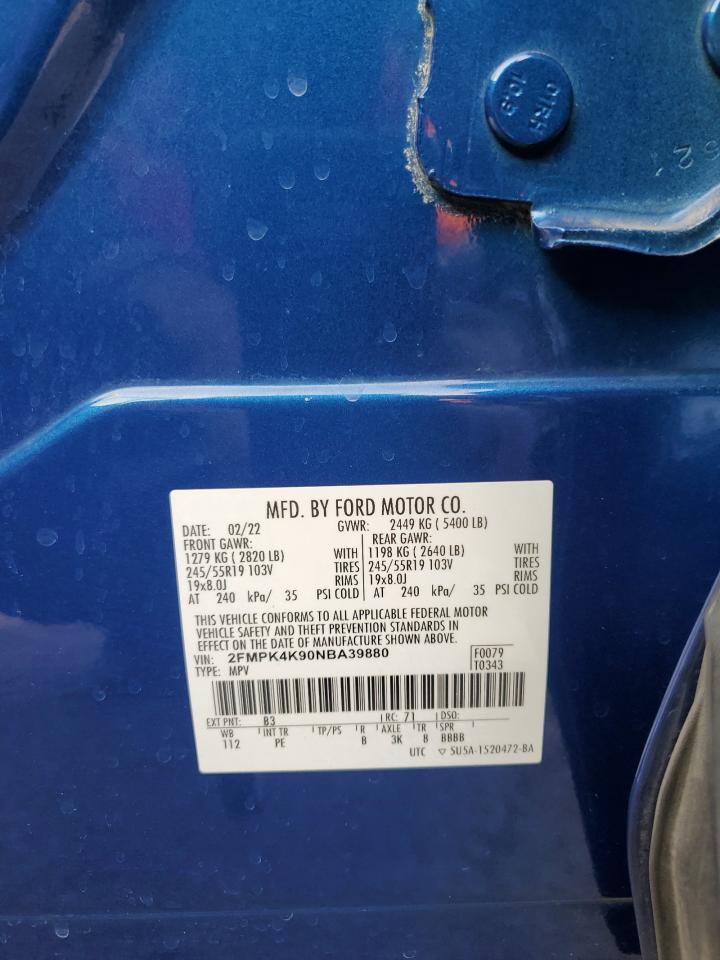 01RH
10.9
MFD. BY FORD MOTOR CO.
DATE: 02/22 GVWR: 2449 KG ( 5400 LB)
FRONT GAWR: REAR GAWR:
1279 KG ( 2820 LB) WITH 1198 KG ( 2640 LB) WITH
245/55R19 103V TIRES 245/55R19 103V TIRES
19x8.0J RIMS 19x8.0J RIMS
AT 240 kPa/ 35 PSI COLD AT 240 kPa/ 35 PSI COLD
THIS VEHICLE CONFORMS TO ALL APPLICABLE FEDERAL MOTOR
VEHICLE SAFETY AND THEFT PREVENTION STANDARDS IN
EFFECT ON THE DATE OF MANUFACTURE SHOWN ABOVE.
VIN: 2FMPK4K90NBA39880 F0079
TYPE: MPV T0343
EXT PNT: B3 RC: 71 DSO:
WB INT TR TP/PS R AXLE TR SPR
112 PE B 3K 8 BBBB
UTC ▽ SU5A-1520472-BA